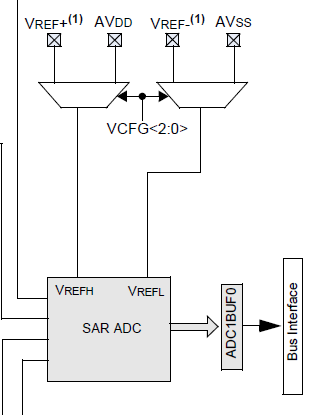 VREF+(1) AVDD VREF-(1) AVSS
VCFG<2:0>
VREFH VREFL
SAR ADC
ADC1BUF0
Bus Interface